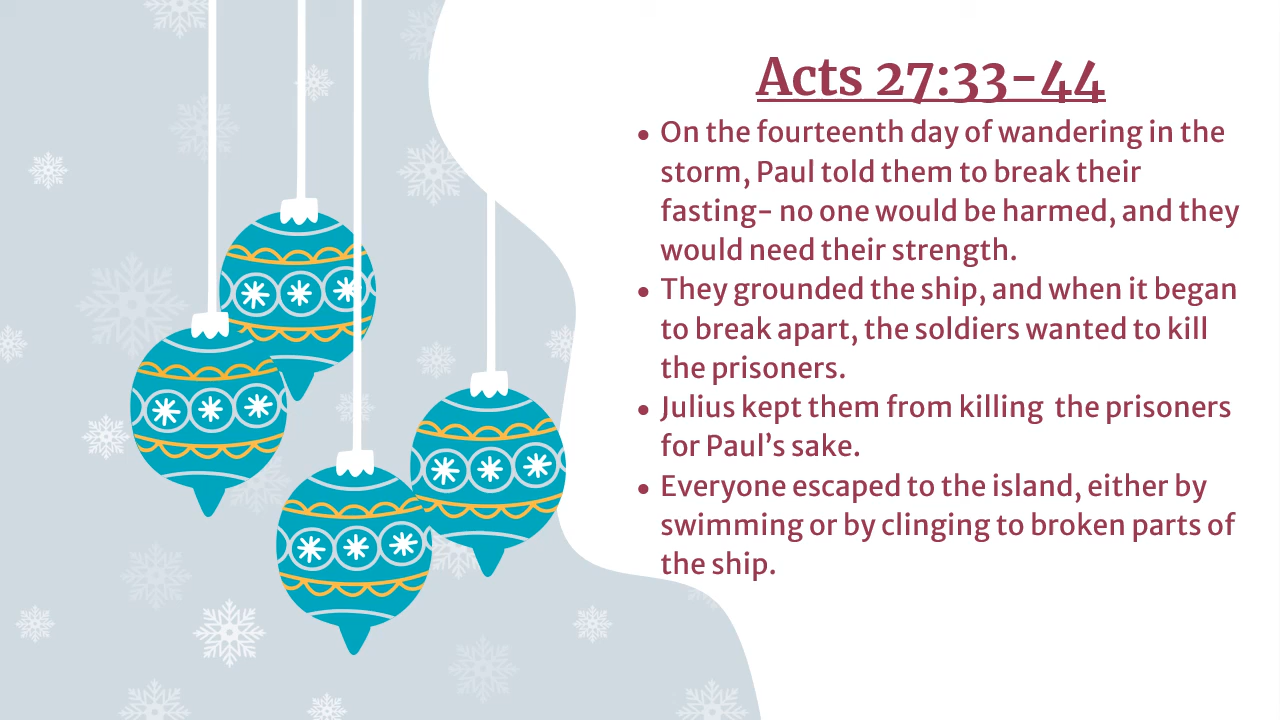 Acts 27:33-44
• On the fourteenth day of wandering in the
storm, Paul told them to break their
fasting- no one would be harmed, and they
would need their strength.
• They grounded the ship, and when it began
to break apart, the soldiers wanted to kill
the prisoners.
• Julius kept them from killing  the prisoners
for Paul’s sake.
• Everyone escaped to the island, either by
swimming or by clinging to broken parts of
the ship.